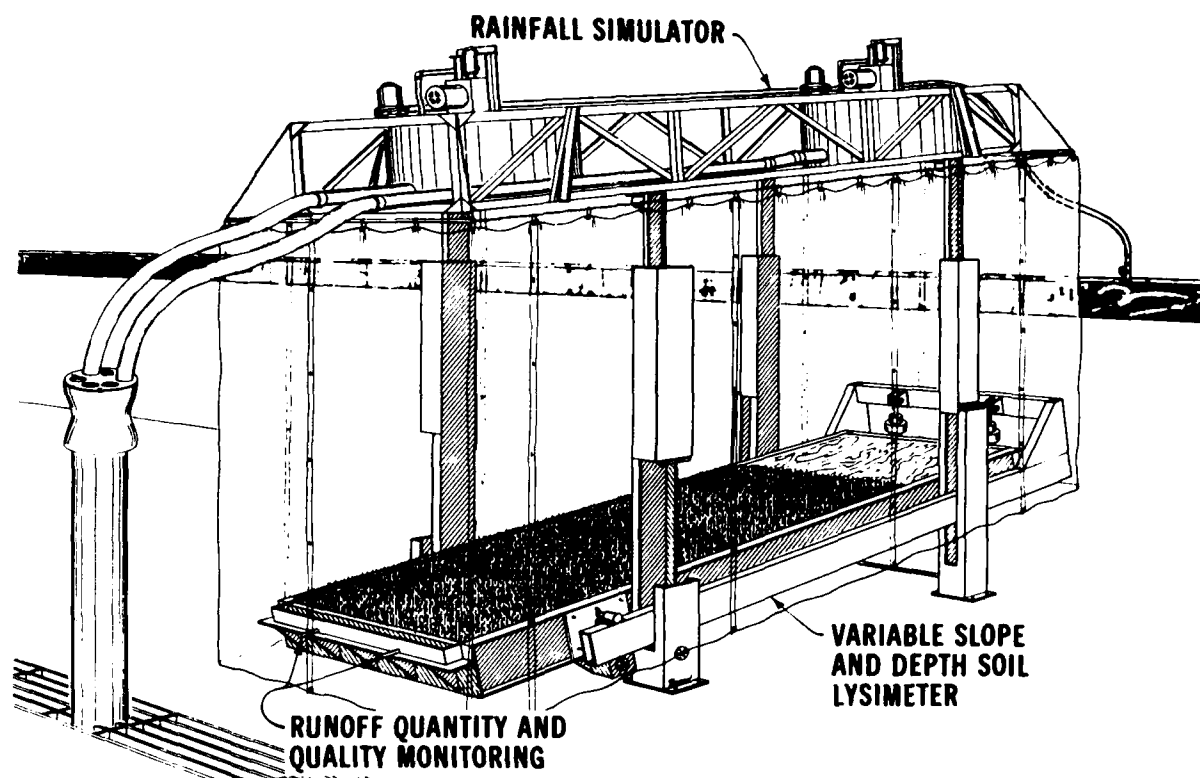 RAINFALL SIMULATOR
VARIABLE SLOPE
AND DEPTH SOIL
LYSIMETER
RUNOFF QUANTITY AND
QUALITY MONITORING